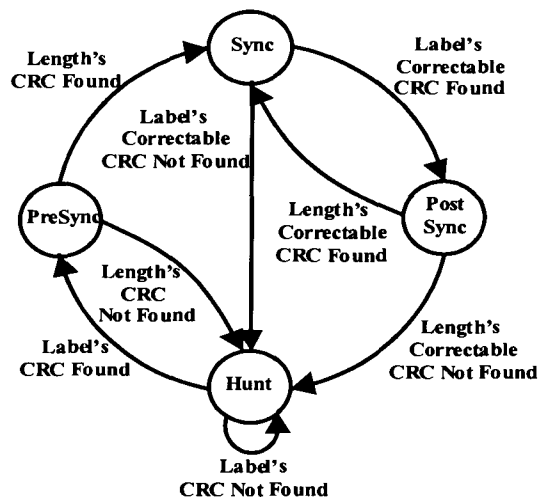 Sync
Length's
CRC Found
Label's
Correctable
CRC Found
Label's
Correctable
CRC Not Found
PreSync
Post
Sync
Length's
Correctable
CRC Found
Length's
CRC
Not Found
Label's
CRC Found
Length's
Correctable
CRC Not Found
Hunt
Label's
CRC Not Found